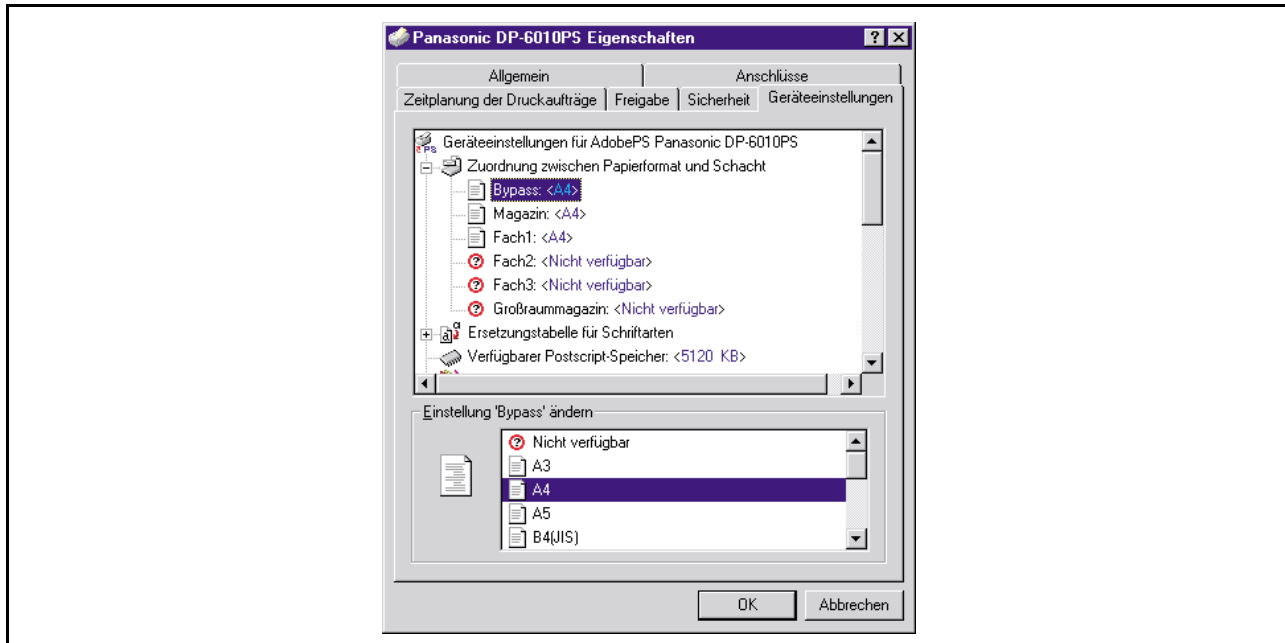 Panasonic DP-6010PS Eigenschaften
Allgemein
Anschlüsse
Zeitplanung der Druckaufträge
Freigabe
Sicherheit
Geräteeinstellungen
Geräteeinstellungen für AdobePS Panasonic DP-6010PS
Zuordnung zwischen Papierformat und Schacht
Bypass: <A4>
Magazin: <A4>
Fach1: <A4>
Fach2: <Nicht verfügbar>
Fach3: <Nicht verfügbar>
Großraummagazin: <Nicht verfügbar>
Ersetzungstabelle für Schriftarten
Verfügbarer Postscript-Speicher: <5120 KB>
Einstellung 'Bypass' ändern
Nicht verfügbar
A3
A4
A5
B4(JIS)
OK
Abbrechen